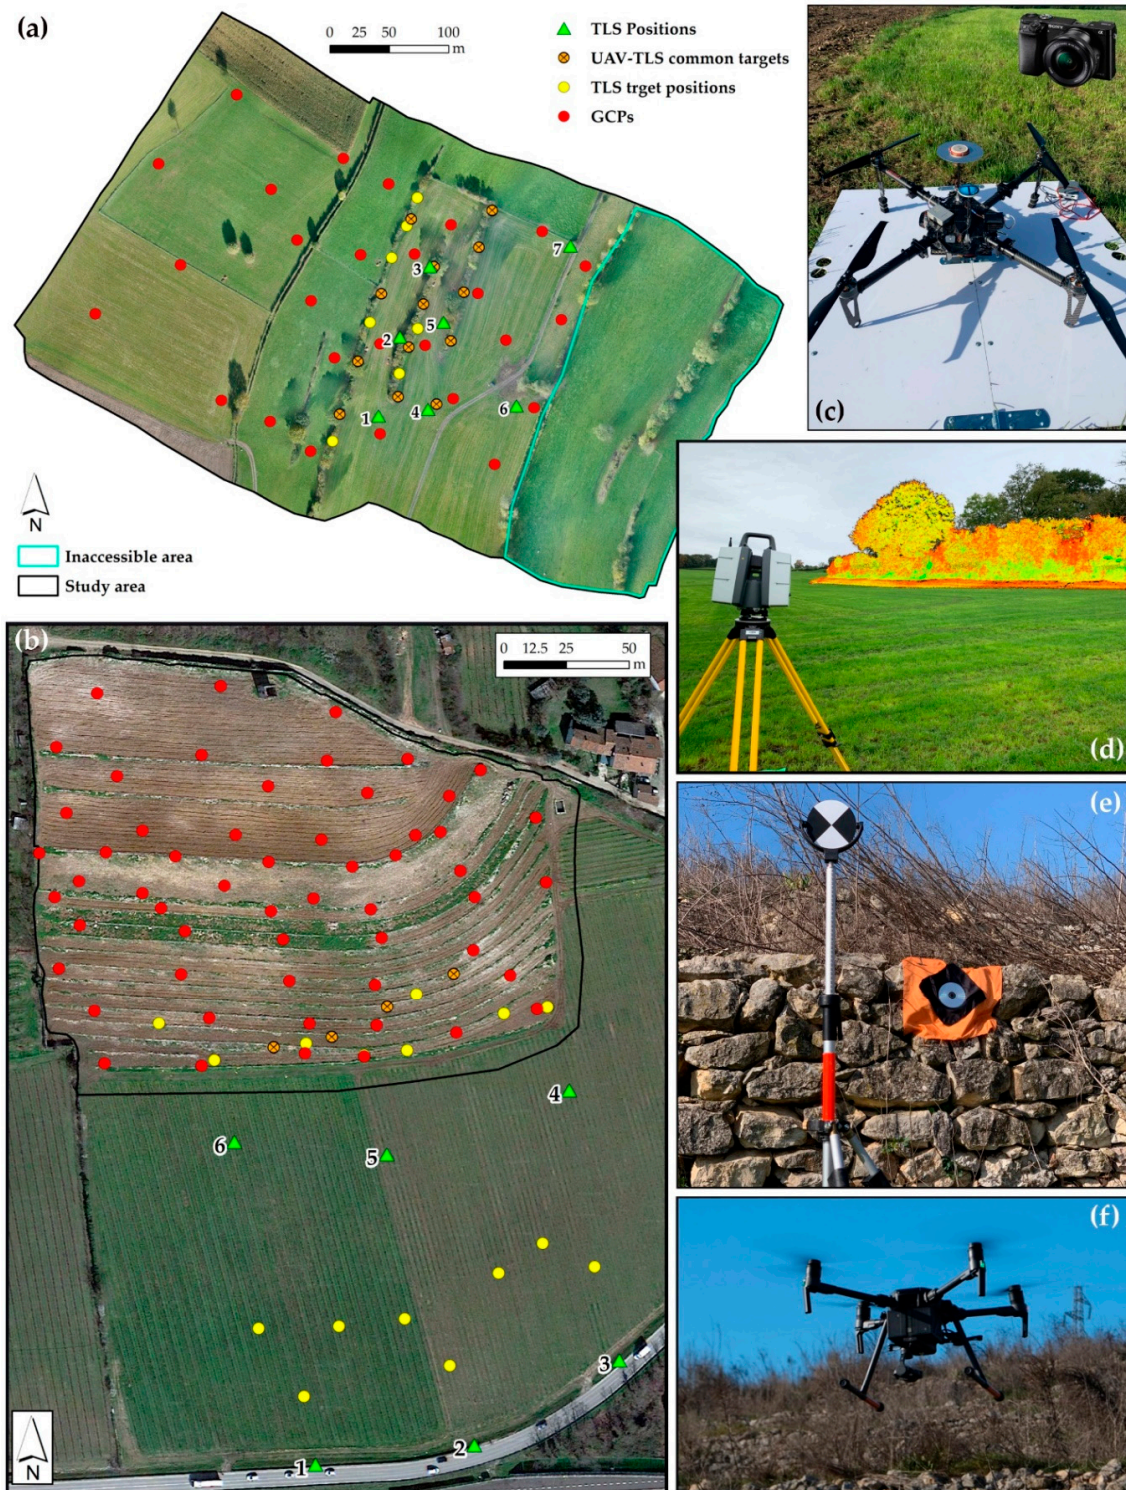 (a)
0 25 50 100
m
TLS Positions
UAV-TLS common targets
TLS trget positions
GCPs
7
3
5
2
1
4
6
N
Inaccessible area
Study area
(b)
0 12.5 25 50
m
4
6
5
3
2
1
N
SONY
α
(c)
(d)
(e)
(f)